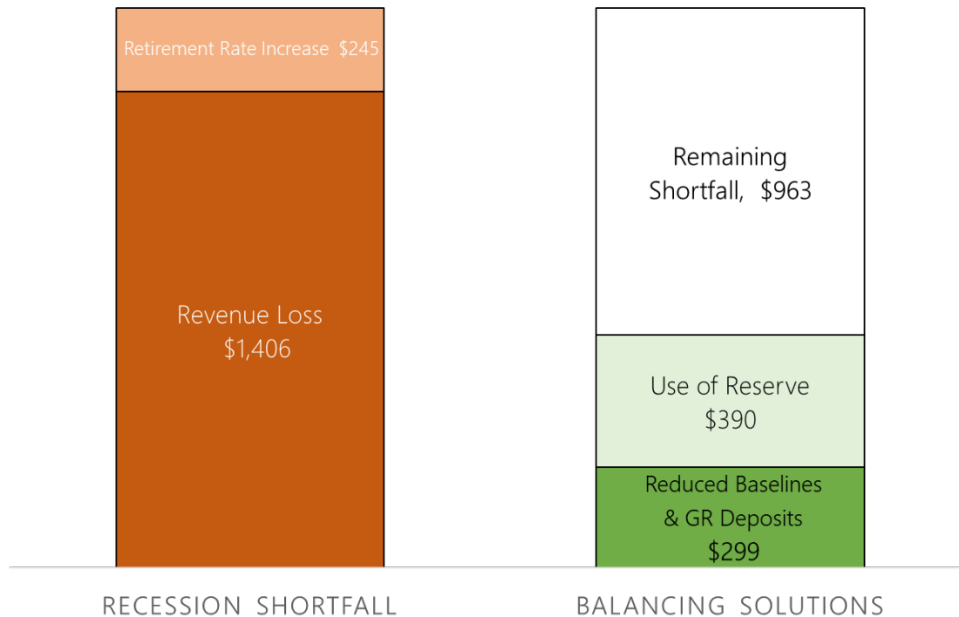 Retirement Rate Increase $245
Revenue Loss
$1,406
RECESSION SHORTFALL
Remaining
Shortfall, $963
Use of Reserve
$390
Reduced Baselines
& GR Deposits
$299
BALANCING SOLUTIONS